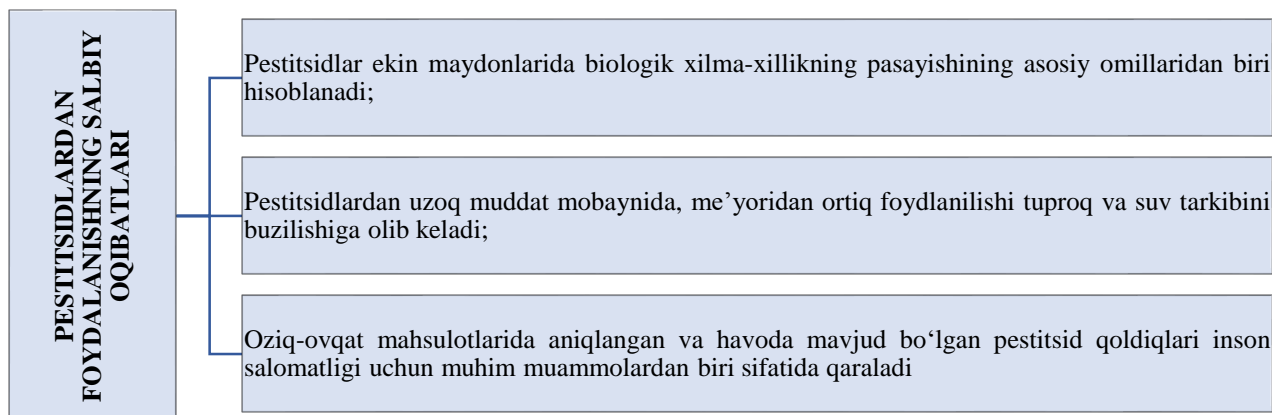 PESTITSIDLARDAN
FOYDALANISHNING SALBIY
OQIBATLARI
Pestitsidlar ekin maydonlarida biologik xilma-xillikning pasayishining asosiy omillaridan biri
hisoblanadi;
Pestitsidlardan uzoq muddat mobaynida, me’yoridan ortiq foydlanilishi tuproq va suv tarkibini
buzilishiga olib keladi;
Oziq-ovqat mahsulotlarida aniqlangan va havoda mavjud bo‘lgan pestitsid qoldiqlari inson
salomatligi uchun muhim muammolardan biri sifatida qaraladi